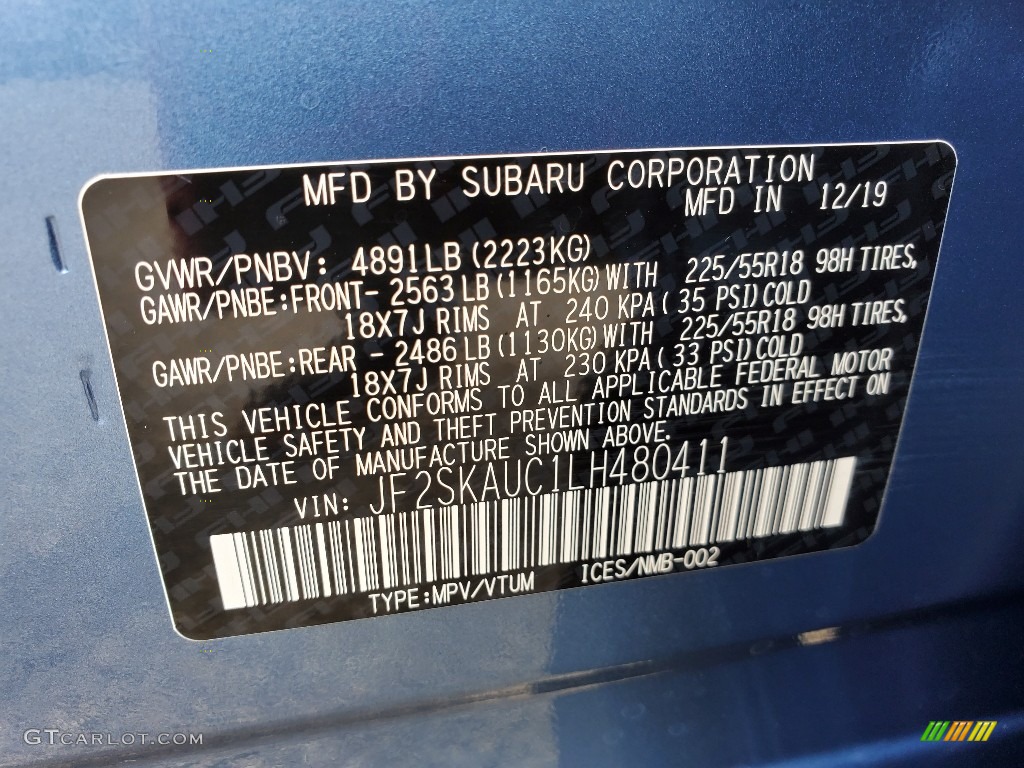 MFD BY SUBARU CORPORATION
MFD IN 12/19
GVWR/PNBV: 4891LB (2223KG)
GAWR/PNBE:FRONT- 2563 LB (1165KG) WITH 225/55R18 98H TIRES,
18X7J RIMS AT 240 KPA ( 35 PSI) COLD
GAWR/PNBE:REAR - 2486 LB (1130KG) WITH 225/55R18 98H TIRES,
18X7J RIMS AT 230 KPA ( 33 PSI) COLD
THIS VEHICLE CONFORMS TO ALL APPLICABLE FEDERAL MOTOR
VEHICLE SAFETY AND THEFT PREVENTION STANDARDS IN EFFECT ON
THE DATE OF MANUFACTURE SHOWN ABOVE.
VIN: JF2SKAUC1LH480411
TYPE:MPV/VTUM ICES/NMB-002
GTCARLOT.COM